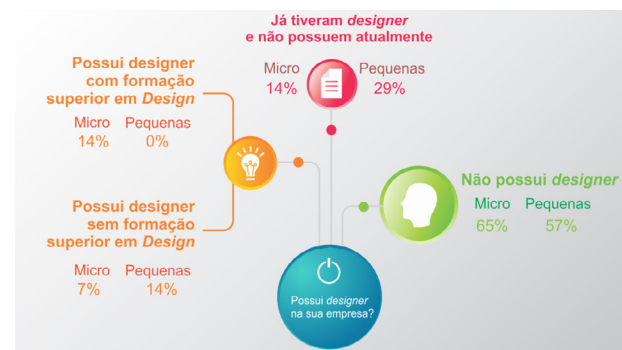 Já tiveram designer
e não possuem atualmente
Micro Pequenas
14% 29%
Possui designer
com formação
superior em Design
Micro Pequenas
14% 0%
Possui designer
sem formação
superior em Design
Micro Pequenas
7% 14%
Não possui designer
Micro Pequenas
65% 57%
Possui designer
na sua empresa?